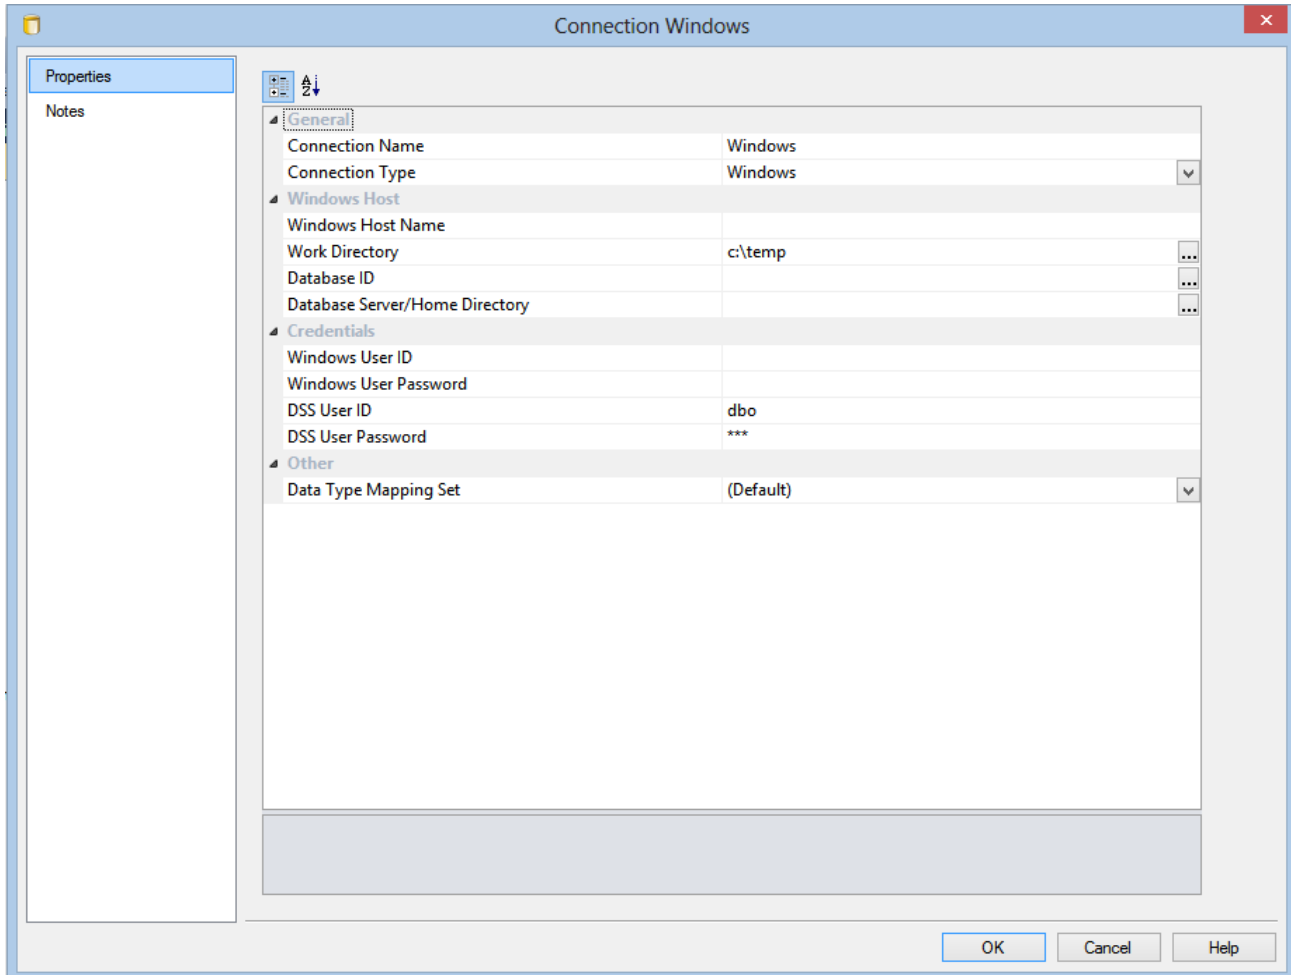 Connection Windows
Properties
Notes
General
Connection Name Windows
Connection Type Windows
Windows Host
Windows Host Name
Work Directory c:\temp
Database ID
Database Server/Home Directory
Credentials
Windows User ID
Windows User Password
DSS User ID dbo
DSS User Password ***
Other
Data Type Mapping Set (Default)
OK Cancel Help